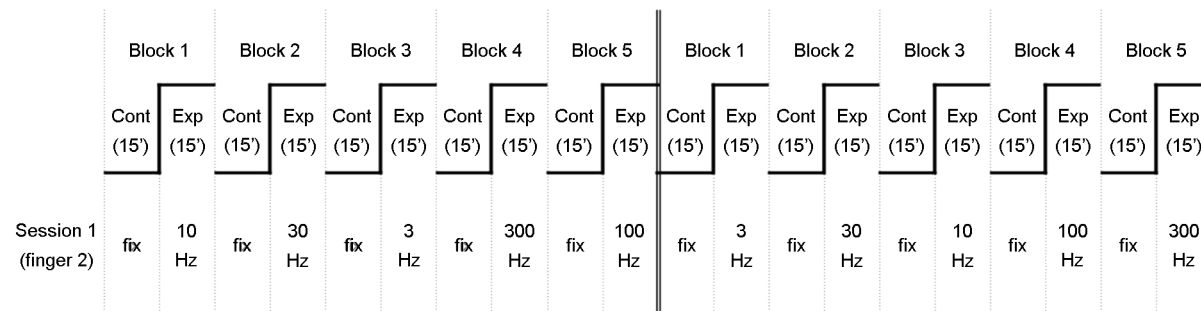 Block 1 Block 2 Block 3 Block 4 Block 5 Block 1 Block 2 Block 3 Block 4 Block 5
Cont Exp Cont Exp Cont Exp Cont Exp Cont Exp Cont Exp Cont Exp Cont Exp Cont Exp Cont Exp
(15') (15') (15') (15') (15') (15') (15') (15') (15') (15') (15') (15') (15') (15') (15') (15') (15') (15') (15') (15')
Session 1 fix 10 fix 30 fix 3 fix 300 fix 100 fix 3 fix 30 fix 10 fix 100 fix 300
(finger 2) Hz Hz Hz Hz Hz Hz Hz Hz Hz Hz